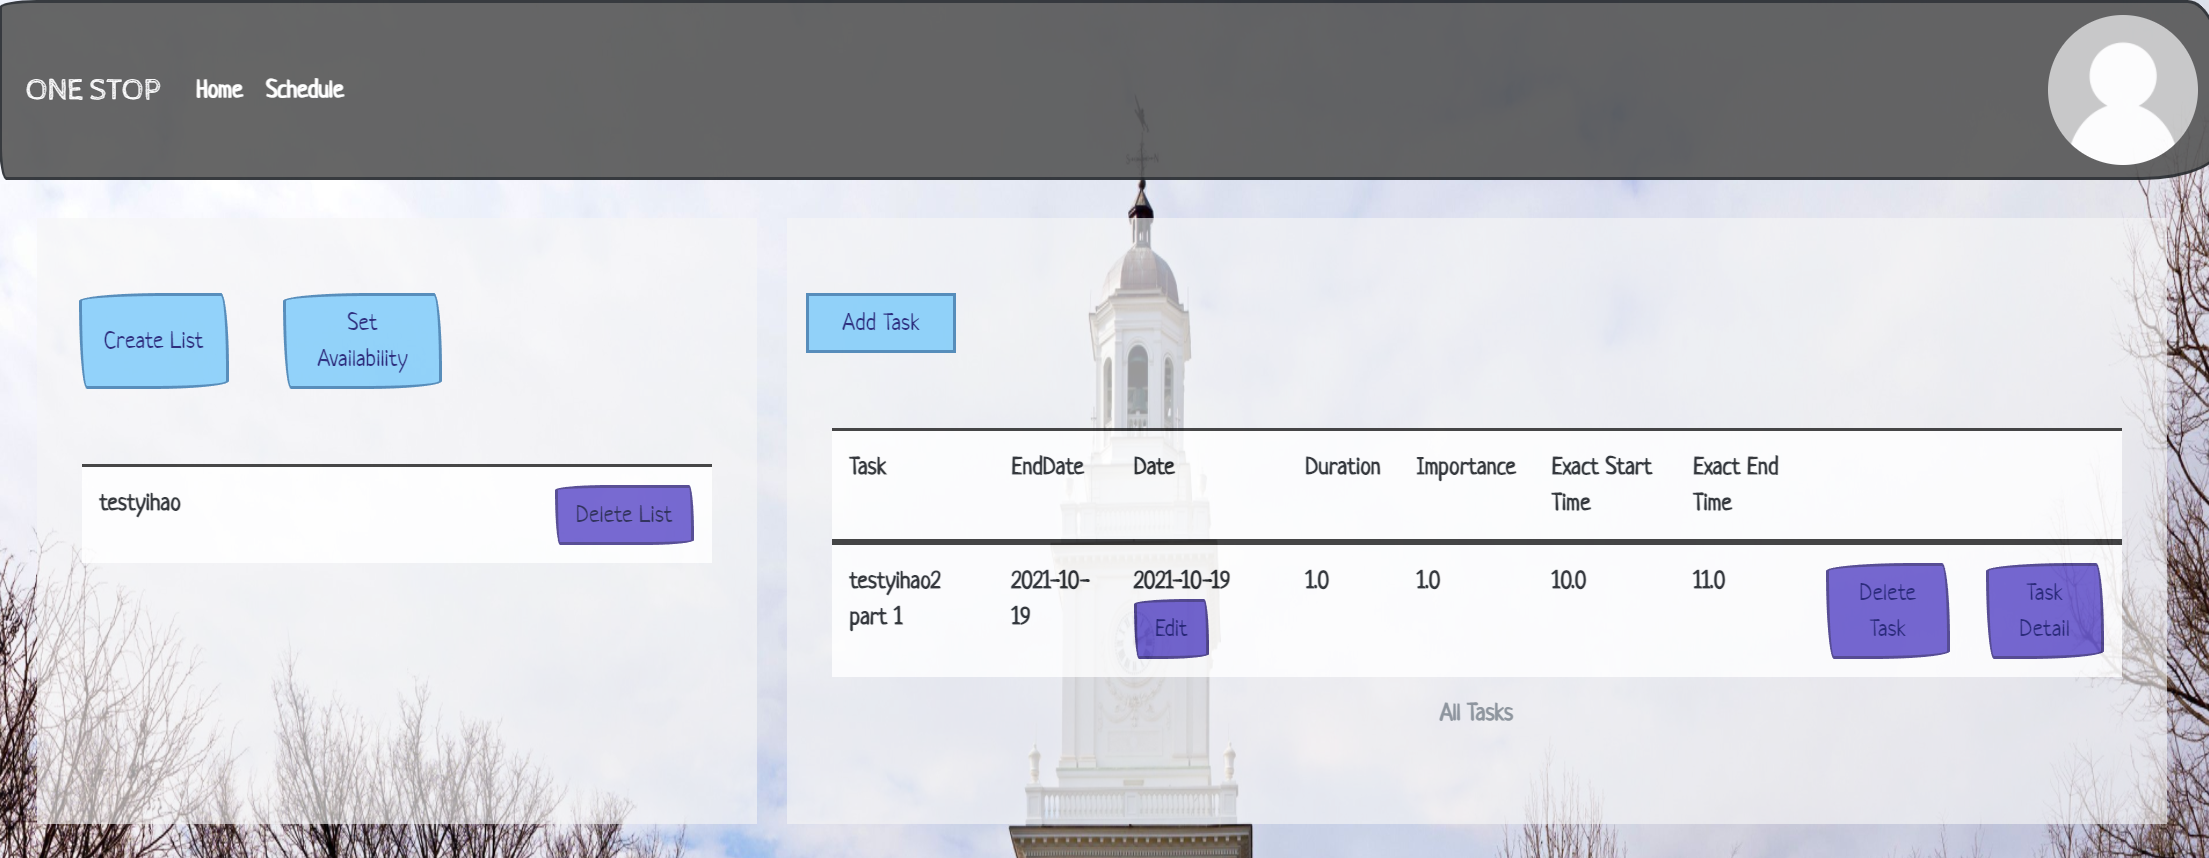 ONE STOP Home Schedule
Create List
Set
Availability
testyihao Delete List
Add Task
Task EndDate Date Duration Importance Exact Start Exact End
Time Time
testyihao2 2021-10- 2021-10-19 1.0 1.0 10.0 11.0 Delete Task
part 1 19 Edit Task Detail
All Tasks